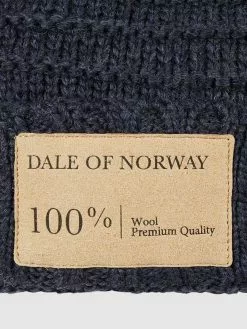 DALE OF NORWAY
100% Wool
Premium Quality